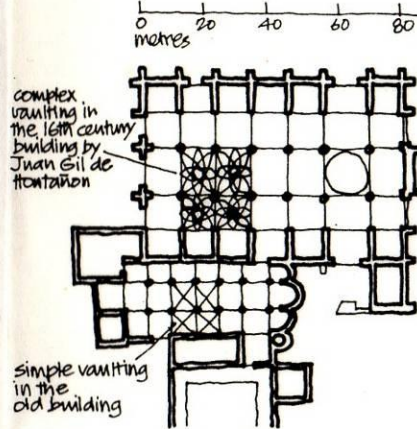 0 20 40 60 80
metres
complex
vaulting in
the 16th century
building by
Juan Gil de
Hontañon
simple vaulting
in the
old building